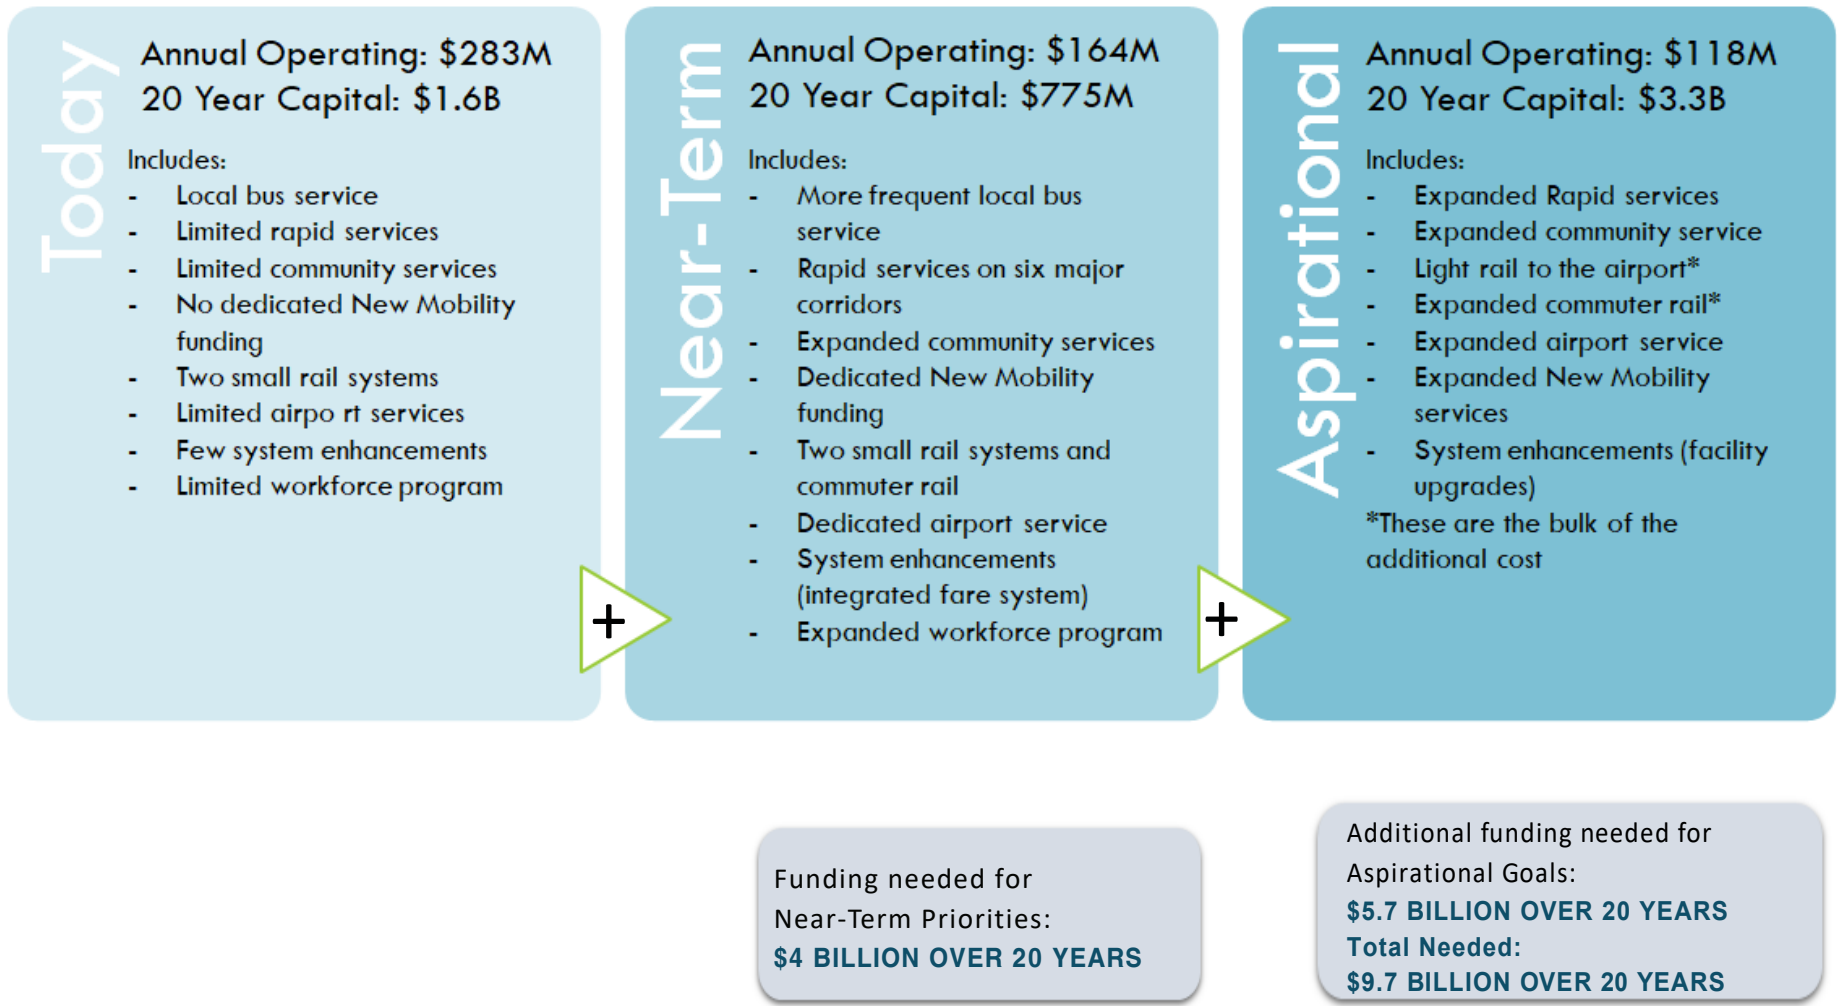 Today
Annual Operating: $283M
20 Year Capital: $1.6B
Includes:
- Local bus service
- Limited rapid services
- Limited community services
- No dedicated New Mobility
funding
- Two small rail systems
- Limited airpo rt services
- Few system enhancements
- Limited workforce program
+
Near-Term
Annual Operating: $164M
20 Year Capital: $775M
Includes:
- More frequent local bus
service
- Rapid services on six major
corridors
- Expanded community services
- Dedicated New Mobility
funding
- Two small rail systems and
commuter rail
- Dedicated airport service
- System enhancements
(integrated fare system)
- Expanded workforce program
+
Aspirational
Annual Operating: $118M
20 Year Capital: $3.3B
Includes:
- Expanded Rapid services
- Expanded community service
- Light rail to the airport*
- Expanded commuter rail*
- Expanded airport service
- Expanded New Mobility
services
- System enhancements (facility
upgrades)
*These are the bulk of the
additional cost
Funding needed for
Near-Term Priorities:
$4 BILLION OVER 20 YEARS
Additional funding needed for
Aspirational Goals:
$5.7 BILLION OVER 20 YEARS
Total Needed:
$9.7 BILLION OVER 20 YEARS